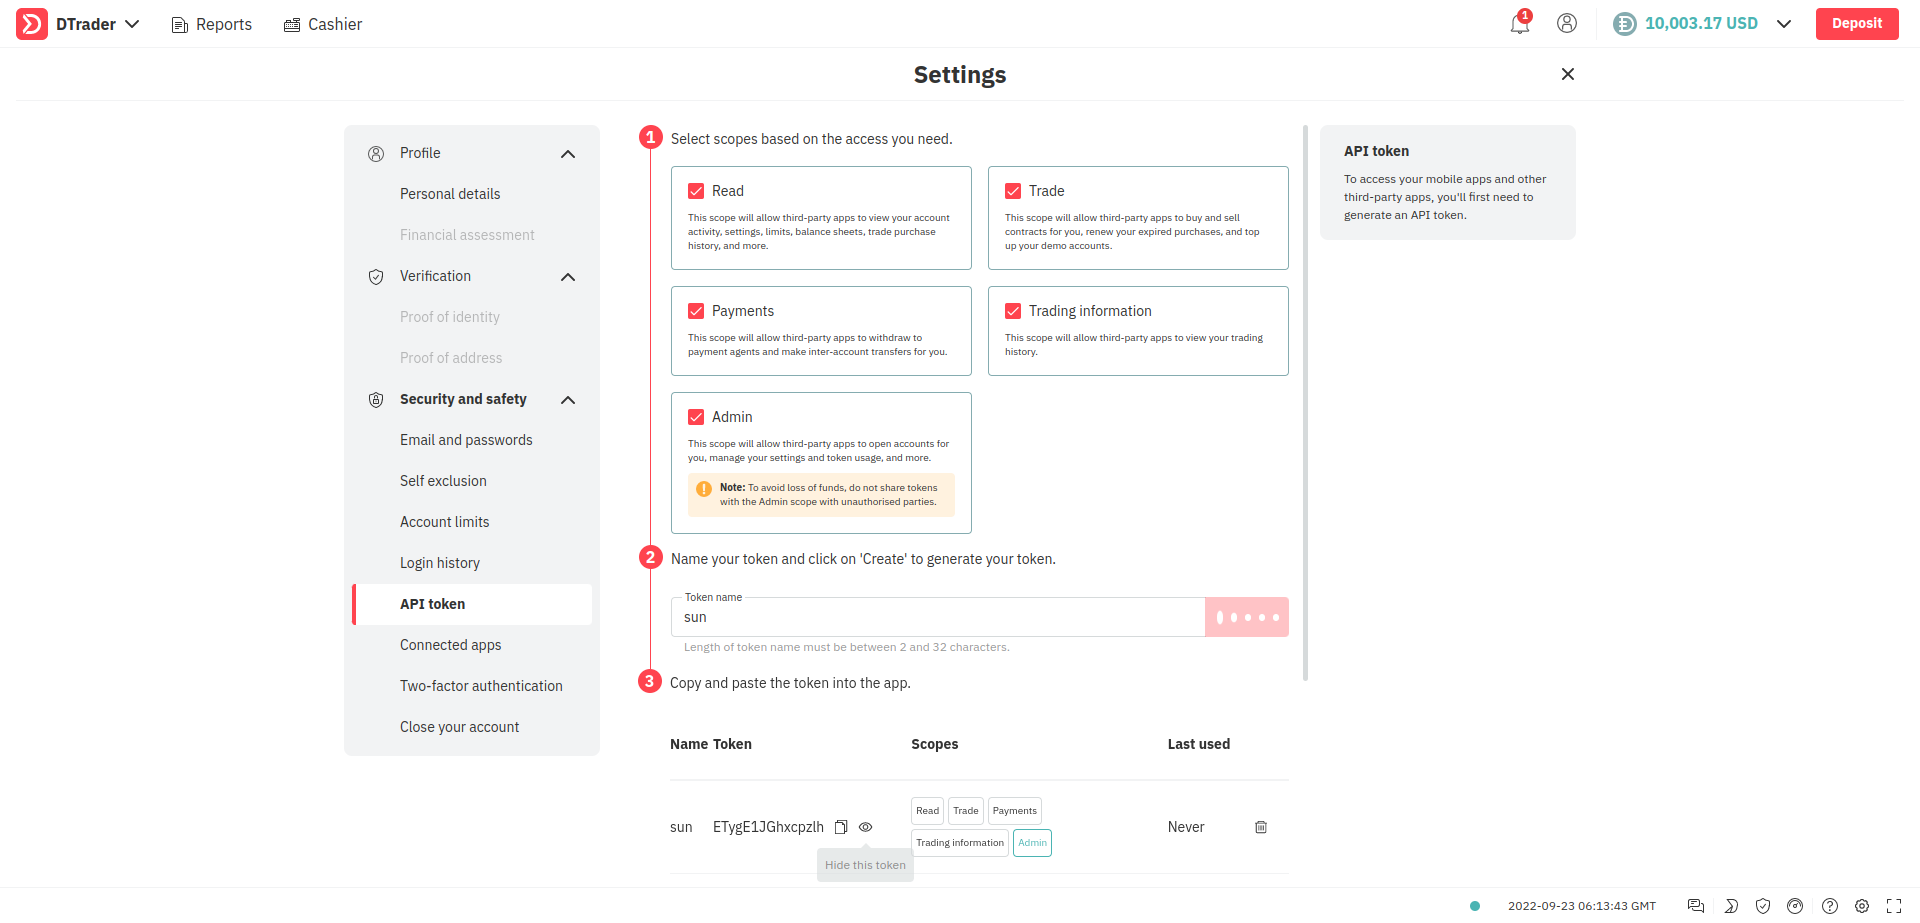 DTrader
Reports
Cashier
1
10,003.17 USD
Deposit
Settings
Profile
Personal details
Financial assessment
Verification
Proof of identity
Proof of address
Security and safety
Email and passwords
Self exclusion
Account limits
Login history
API token
Connected apps
Two-factor authentication
Close your account
1
Select scopes based on the access you need.
Read
This scope will allow third-party apps to view your account
activity, settings, limits, balance sheets, trade purchase
history, and more.
Trade
This scope will allow third-party apps to buy and sell
contracts for you, renew your expired purchases, and top
up your demo accounts.
Payments
This scope will allow third-party apps to withdraw to
payment agents and make inter-account transfers for you.
Trading information
This scope will allow third-party apps to view your trading
history.
Admin
This scope will allow third-party apps to open accounts for
you, manage your settings and token usage, and more.
Note: To avoid loss of funds, do not share tokens
with the Admin scope with unauthorised parties.
2
Name your token and click on 'Create' to generate your token.
Token name
sun
Length of token name must be between 2 and 32 characters.
3
Copy and paste the token into the app.
Name Token Scopes Last used
sun ETygE1JGhxcpzlh
Read Trade Payments
Trading information Admin
Never
Hide this token
API token
To access your mobile apps and other
third-party apps, you'll first need to
generate an API token.
2022-09-23 06:13:43 GMT